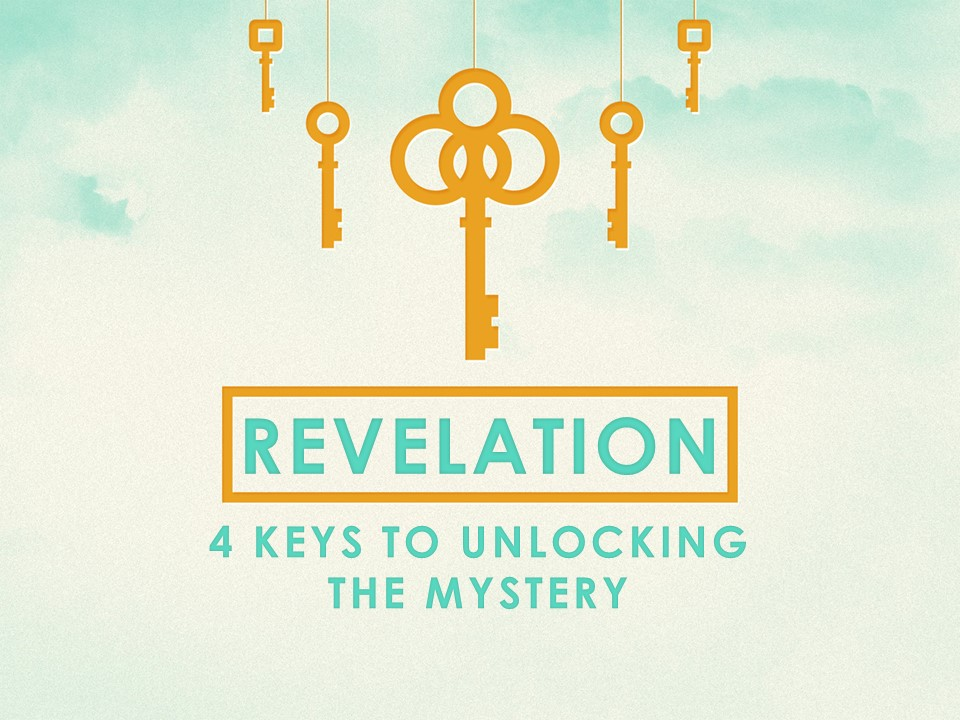 REVELATION
4 KEYS TO UNLOCKING
THE MYSTERY